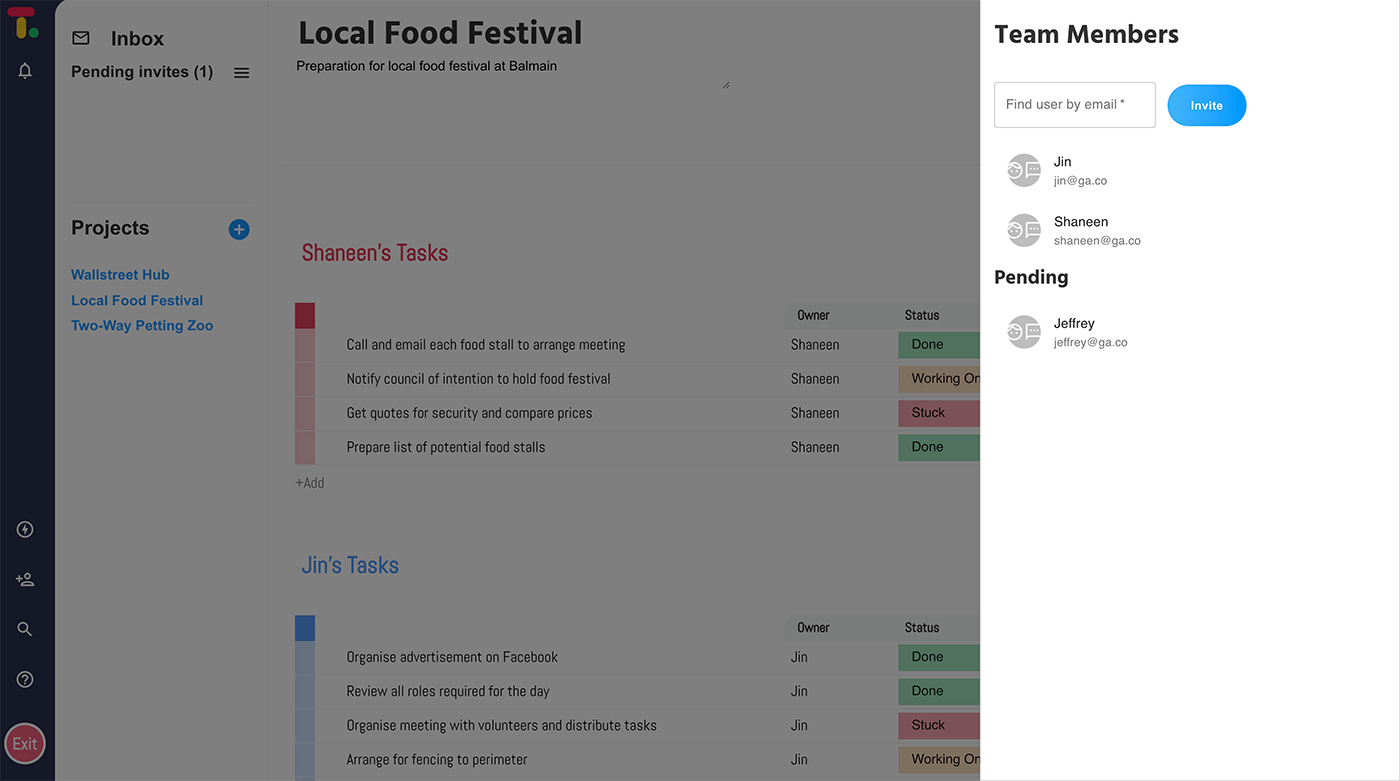 Inbox
Pending invites (1)
Projects
Wallstreet Hub
Local Food Festival
Two-Way Petting Zoo
Exit
Local Food Festival
Preparation for local food festival at Balmain
Shaneen's Tasks
Owner Status
Call and email each food stall to arrange meeting Shaneen Done
Notify council of intention to hold food festival Shaneen Working On
Get quotes for security and compare prices Shaneen Stuck
Prepare list of potential food stalls Shaneen Done
+Add
Jin's Tasks
Owner Status
Organise advertisement on Facebook Jin Done
Review all roles required for the day Jin Done
Organise meeting with volunteers and distribute tasks Jin Stuck
Arrange for fencing to perimeter Jin Working On
Team Members
Find user by email * Invite
Jin
jin@ga.co
Shaneen
shaneen@ga.co
Pending
Jeffrey
jeffrey@ga.co